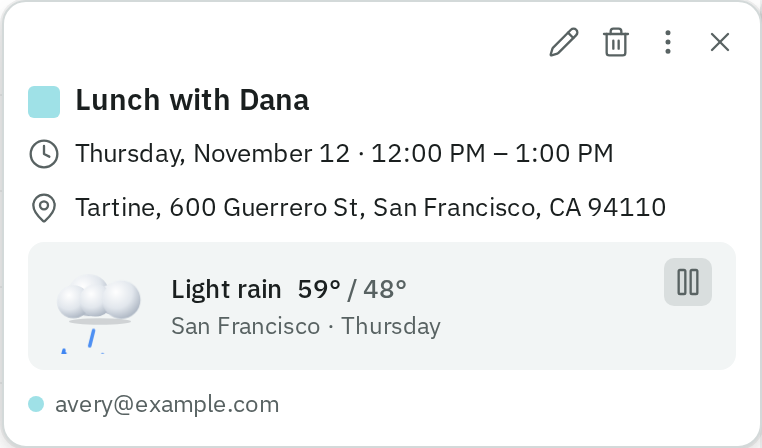 Lunch with Dana
Thursday, November 12 · 12:00 PM – 1:00 PM
Tartine, 600 Guerrero St, San Francisco, CA 94110
Light rain 59° / 48°
San Francisco · Thursday
avery@example.com